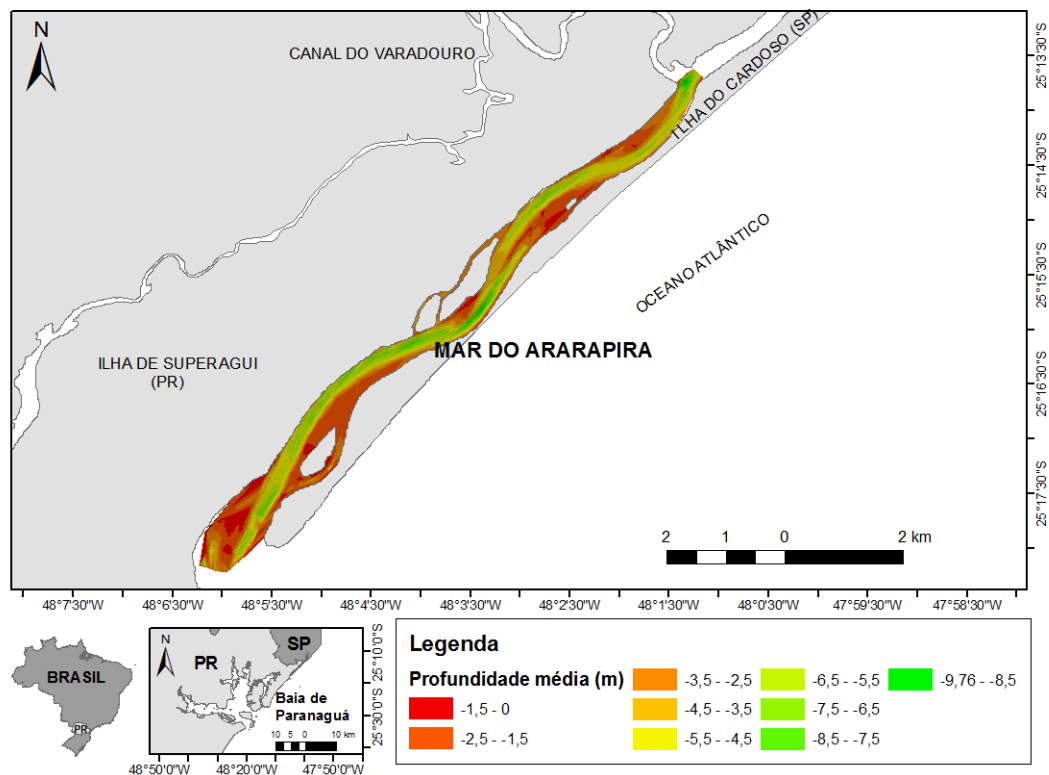 N
CANAL DO VARADOURO
ILHA DO CARDOSO (SP)
OCEANO ATLÂNTICO
MAR DO ARARAPIRA
ILHA DE SUPERAGUI
(PR)
2 1 0 2 km
25°13'30"S
25°14'30"S
25°15'30"S
25°16'30"S
25°17'30"S
48°7'30"W 48°6'30"W 48°5'30"W 48°4'30"W 48°3'30"W 48°2'30"W 48°1'30"W 48°0'30"W 47°59'30"W 47°58'30"W
BRASIL
PR
N
PR
SP
Baia de
Paranaguá
10 5 0 10 km
25°10'0"S
25°30'0"S
48°50'0"W 48°20'0"W 47°50'0"W
Legenda
Profundidade média (m)
-1,5 - 0
-2,5 - -1,5
-3,5 - -2,5
-4,5 - -3,5
-5,5 - -4,5
-6,5 - -5,5
-7,5 - -6,5
-8,5 - -7,5
-9,76 - -8,5